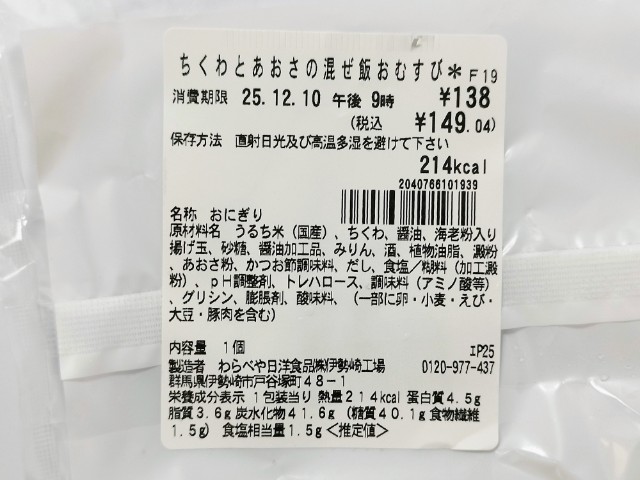 ちくわとあおさの混ぜ飯おむすび＊ F19
消費期限 25.12.10 午後 9時 ¥138
(税込 ¥149.04)
保存方法 直射日光及び高温多湿を避けて下さい
214kcal
2040766101939
名称 おにぎり
原材料名 うるち米（国産）、ちくわ、醤油、海老粉入り
揚げ玉、砂糖、醤油加工品、みりん、酒、植物油脂、澱粉
、あおさ粉、かつお節調味料、だし、食塩／糊料（加工澱
粉）、ｐＨ調整剤、トレハロース、調味料（アミノ酸等）
、グリシン、膨脹剤、酸味料、（一部に卵・小麦・えび・
大豆・豚肉を含む）
内容量 １個 ｴP25
製造者 わらべや日洋食品㈱伊勢崎工場 0120-977-437
群馬県伊勢崎市戸谷塚町４８－１
栄養成分表示 １包装当り 熱量２１４kcal 蛋白質４.５g
脂質３.６g 炭水化物４１.６g（糖質４０.１g 食物繊維
１.５g） 食塩相当量１.５g＜推定値＞